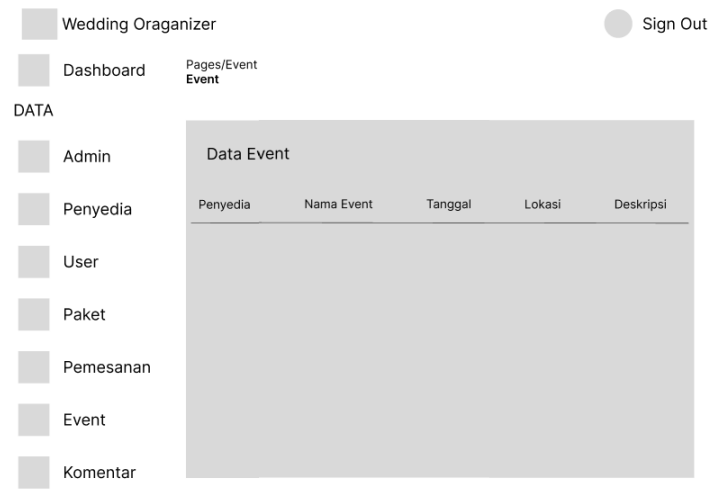 Wedding Oraganizer
Sign Out
Dashboard
Pages/Event
Event
DATA
Admin
Penyedia
User
Paket
Pemesanan
Event
Komentar
Data Event
Penyedia Nama Event Tanggal Lokasi Deskripsi